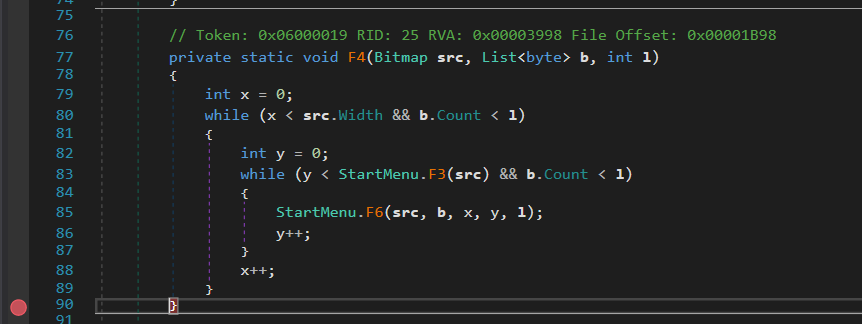 74 }
75
76 // Token: 0x06000019 RID: 25 RVA: 0x00003998 File Offset: 0x00001B98
77 private static void F4(Bitmap src, List<byte> b, int l)
78 {
79 int x = 0;
80 while (x < src.Width && b.Count < l)
81 {
82 int y = 0;
83 while (y < StartMenu.F3(src) && b.Count < l)
84 {
85 StartMenu.F6(src, b, x, y, l);
86 y++;
87 }
88 x++;
89 }
90 }
91